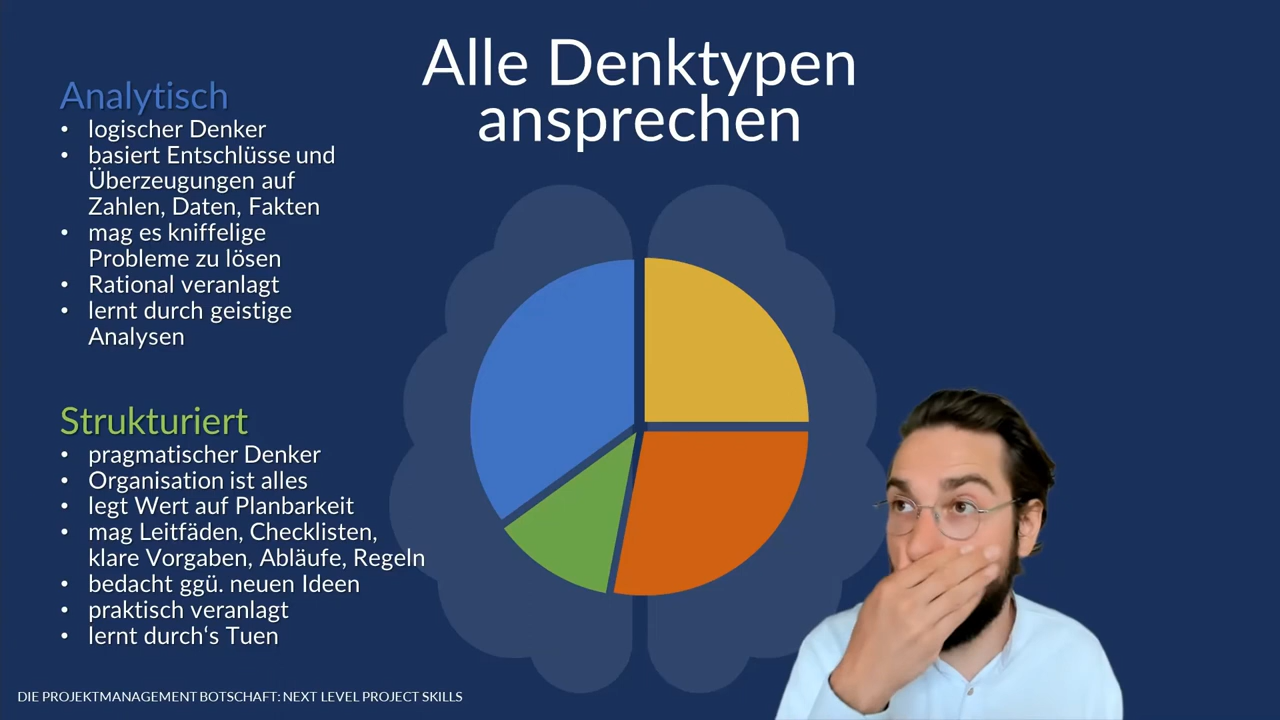 Alle Denktypen
ansprechen
Analytisch
• logischer Denker
• basiert Entschlüsse und
Überzeugungen auf
Zahlen, Daten, Fakten
• mag es kniffelige
Probleme zu lösen
• Rational veranlagt
• lernt durch geistige
Analysen
Strukturiert
• pragmatischer Denker
• Organisation ist alles
• legt Wert auf Planbarkeit
• mag Leitfäden, Checklisten,
klare Vorgaben, Abläufe, Regeln
• bedacht ggü. neuen Ideen
• praktisch veranlagt
• lernt durch‘s Tuen
DIE PROJEKTMANAGEMENT BOTSCHAFT: NEXT LEVEL PROJECT SKILLS